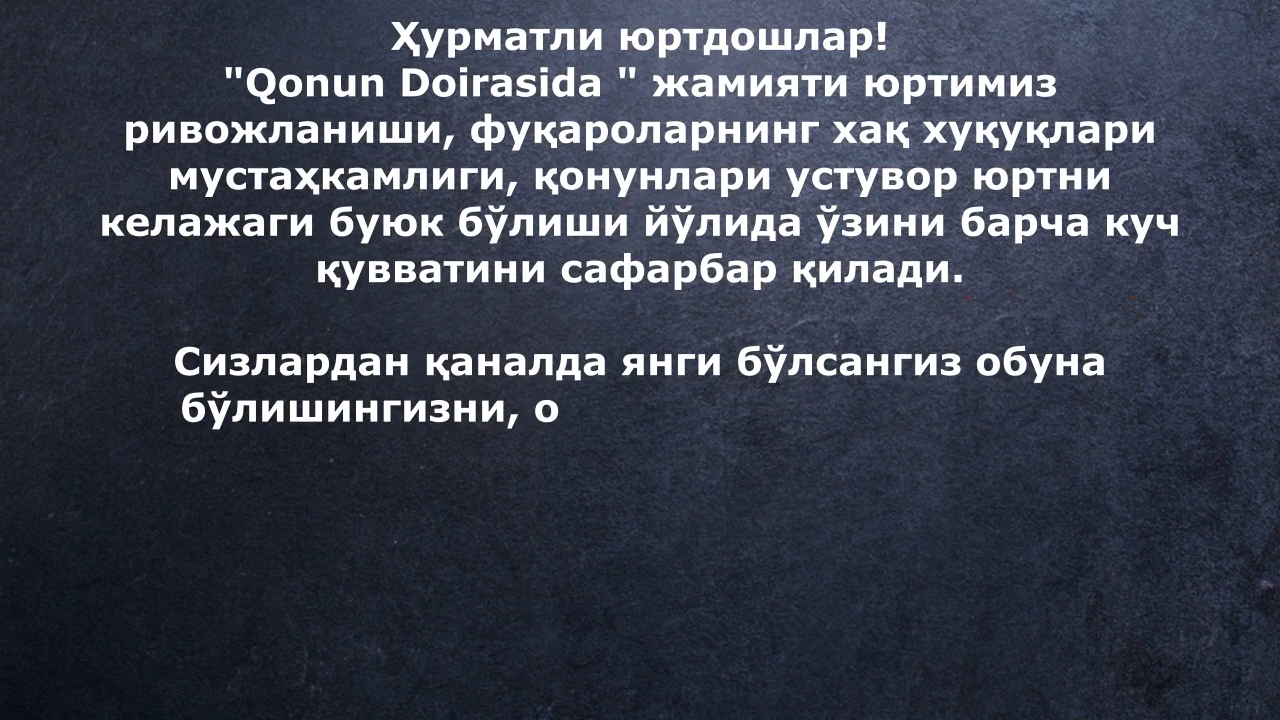 Ҳурматли юртдошлар!
"Qonun Doirasida " жамияти юртимиз
ривожланиши, фуқароларнинг хақ хуқуқлари
мустаҳкамлиги, қонунлари устувор юртни
келажаги буюк бўлиши йўлида ўзини барча куч
қувватини сафарбар қилади.
Сизлардан қаналда янги бўлсангиз обуна
бўлишингизни, о